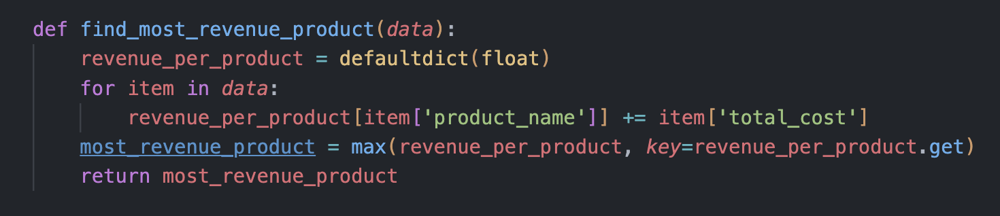 def find_most_revenue_product(data):
    revenue_per_product = defaultdict(float)
    for item in data:
        revenue_per_product[item['product_name']] += item['total_cost']
    most_revenue_product = max(revenue_per_product, key=revenue_per_product.get)
    return most_revenue_product